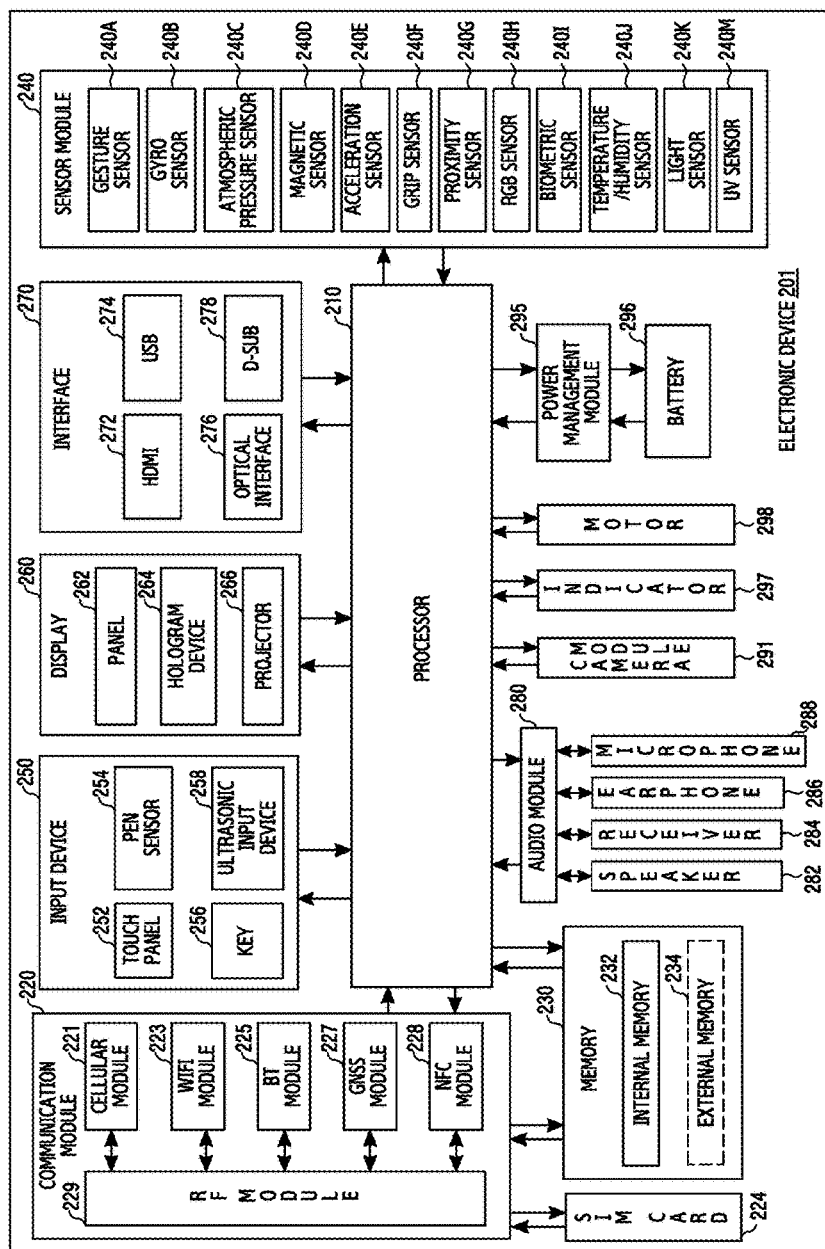 ELECTRONIC DEVICE 201
COMMUNICATION
MODULE
220
229
RF MODULE
221
CELLULAR
MODULE
223
WIFI
MODULE
225
BT
MODULE
227
GNSS
MODULE
228
NFC
MODULE
SIM CARD
224
250
INPUT DEVICE
252
TOUCH
PANEL
254
PEN
SENSOR
256
KEY
258
ULTRASONIC
INPUT
DEVICE
260
DISPLAY
262
PANEL
264
HOLOGRAM
DEVICE
266
PROJECTOR
270
INTERFACE
272
HDMI
274
USB
276
OPTICAL
INTERFACE
278
D-SUB
240
SENSOR MODULE
GESTURE
SENSOR
240A
GYRO
SENSOR
240B
ATMOSPHERIC
PRESSURE SENSOR
240C
MAGNETIC
SENSOR
240D
ACCELERATION
SENSOR
240E
GRIP SENSOR
240F
PROXIMITY
SENSOR
240G
RGB SENSOR
240H
BIOMETRIC
SENSOR
240I
TEMPERATURE
/HUMIDITY
SENSOR
240J
LIGHT
SENSOR
240K
UV SENSOR
240M
210
PROCESSOR
230
MEMORY
232
INTERNAL MEMORY
234
EXTERNAL MEMORY
280
AUDIO MODULE
SPEAKER
282
RECEIVER
284
EARPHONE
286
MICROPHONE
288
CAMERA
MODULE
291
INDICATOR
297
MOTOR
298
295
POWER
MANAGEMENT
MODULE
296
BATTERY